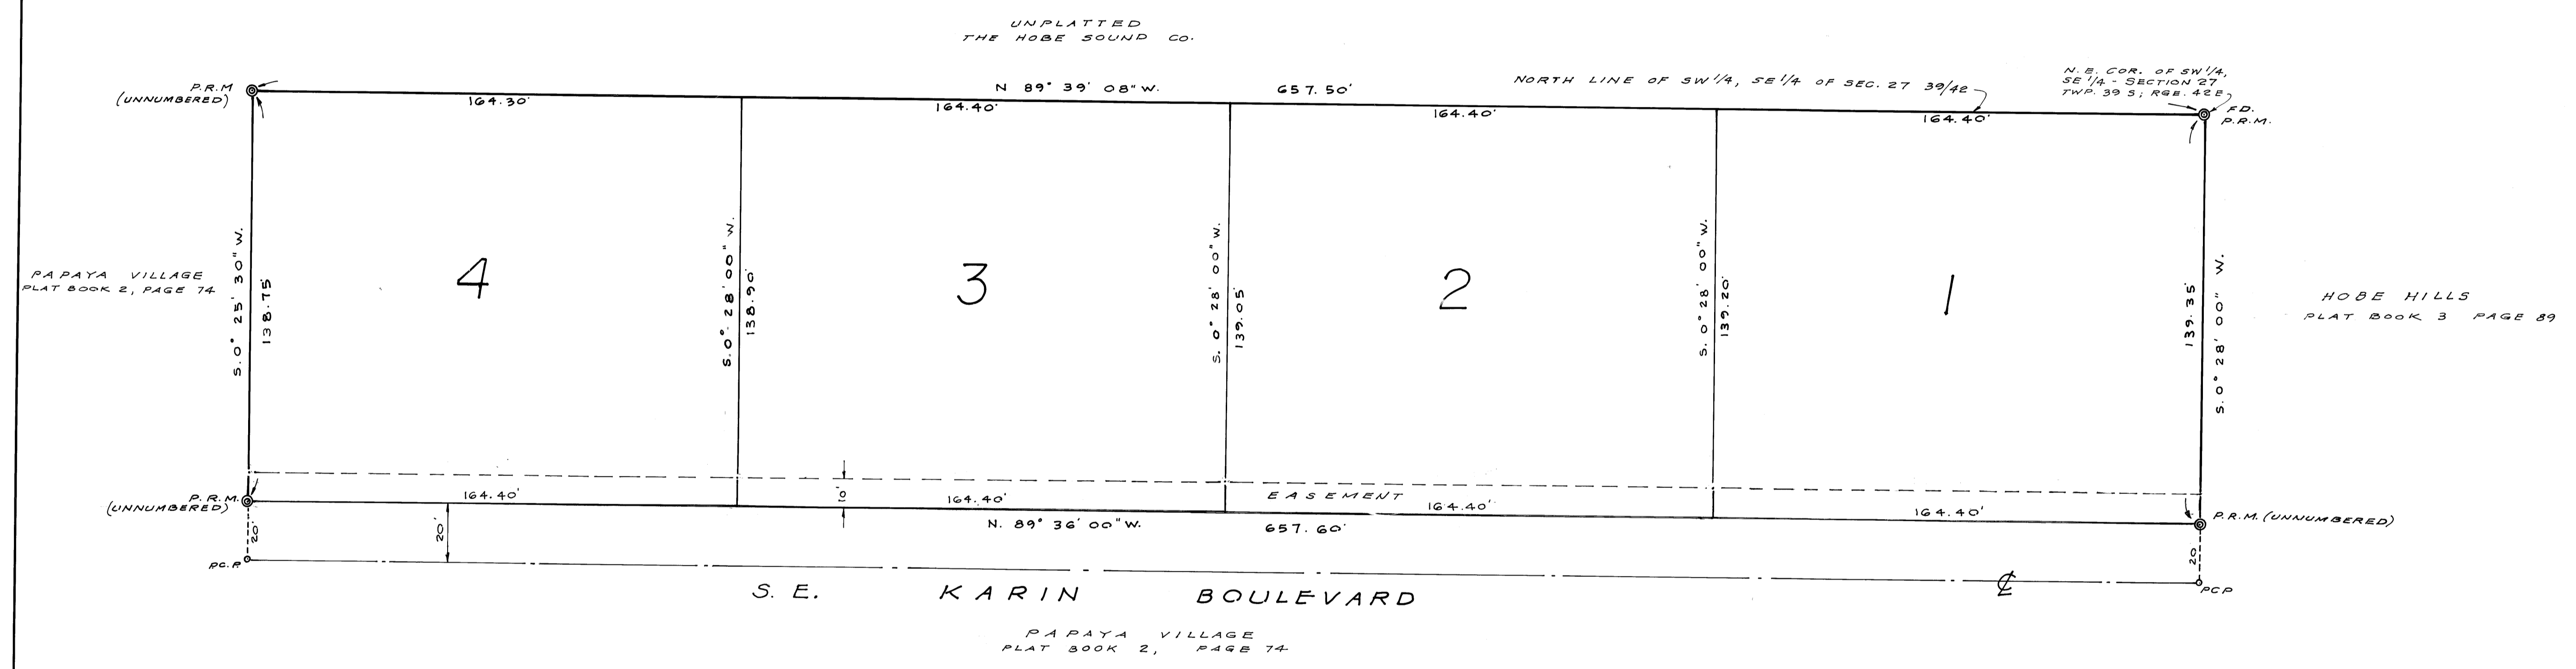 UNPLATTED
THE HOBE SOUND CO.
P.R.M
(UNNUMBERED)
N 89° 39' 08" W. 657.50'
NORTH LINE OF SW 1/4, SE 1/4 OF SEC. 27 39/42
N.E. COR. OF SW 1/4,
SE 1/4 - SECTION 27
TWP. 39 S; RGE. 42 E
FD.
P.R.M.
164.30'
164.40'
164.40'
164.40'
S. 0° 25' 30" W.
138.75'
S. 0° 28' 00" W.
138.90'
S. 0° 28' 00" W.
139.05'
S. 0° 28' 00" W.
139.20'
139.35'
S. 0° 28' 00" W.
PAPAYA VILLAGE
PLAT BOOK 2, PAGE 74
4
3
2
1
HOBE HILLS
PLAT BOOK 3 PAGE 89
P.R.M.
(UNNUMBERED)
164.40'
10'
164.40'
EASEMENT
164.40'
164.40'
P.R.M. (UNNUMBERED)
N. 89° 36' 00" W. 657.60'
20'
20'
20'
P.C.P
PCP
S. E. KARIN BOULEVARD
PAPAYA VILLAGE
PLAT BOOK 2, PAGE 74